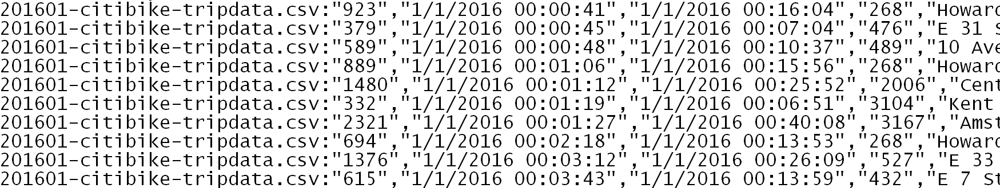 201601-citibike-tripdata.csv:"923","1/1/2016 00:00:41","1/1/2016 00:16:04","268","Howard
201601-citibike-tripdata.csv:"379","1/1/2016 00:00:45","1/1/2016 00:07:04","476","E 31 S
201601-citibike-tripdata.csv:"589","1/1/2016 00:00:48","1/1/2016 00:10:37","489","10 Ave
201601-citibike-tripdata.csv:"889","1/1/2016 00:01:06","1/1/2016 00:15:56","268","Howard
201601-citibike-tripdata.csv:"1480","1/1/2016 00:01:12","1/1/2016 00:25:52","2006","Cent
201601-citibike-tripdata.csv:"332","1/1/2016 00:01:19","1/1/2016 00:06:51","3104","Kent
201601-citibike-tripdata.csv:"2321","1/1/2016 00:01:27","1/1/2016 00:40:08","3167","Amst
201601-citibike-tripdata.csv:"694","1/1/2016 00:02:18","1/1/2016 00:13:53","268","Howard
201601-citibike-tripdata.csv:"1376","1/1/2016 00:03:12","1/1/2016 00:26:09","527","E 33
201601-citibike-tripdata.csv:"615","1/1/2016 00:03:43","1/1/2016 00:13:59","432","E 7 St